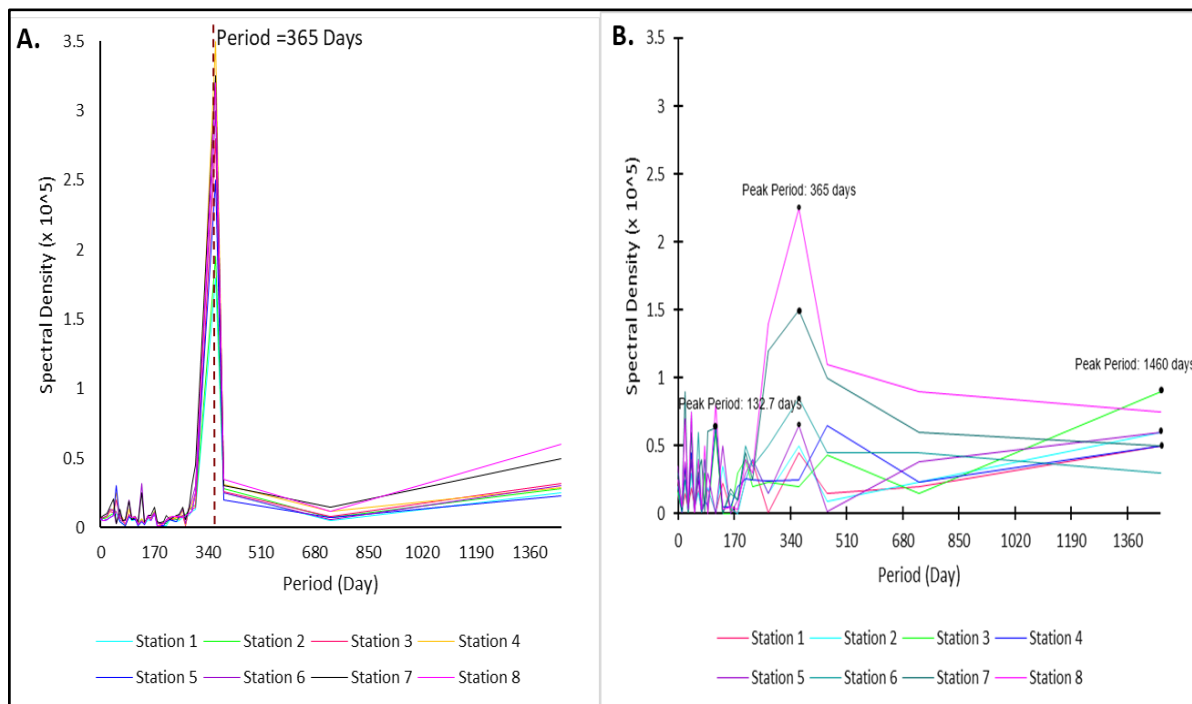 A.
Period =365 Days
3.5
3
2.5
2
1.5
1
0.5
0
Spectral Density (x 10^5)
0 170 340 510 680 850 1020 1190 1360
Period (Day)
Station 1 Station 2 Station 3 Station 4
Station 5 Station 6 Station 7 Station 8
B.
3.5
3
2.5
2
1.5
1
0.5
0
Spectral Density (x 10^5)
Peak Period: 365 days
Peak Period: 1460 days
Peak Period: 132.7 days
0 170 340 510 680 850 1020 1190 1360
Period (Day)
Station 1 Station 2 Station 3 Station 4
Station 5 Station 6 Station 7 Station 8